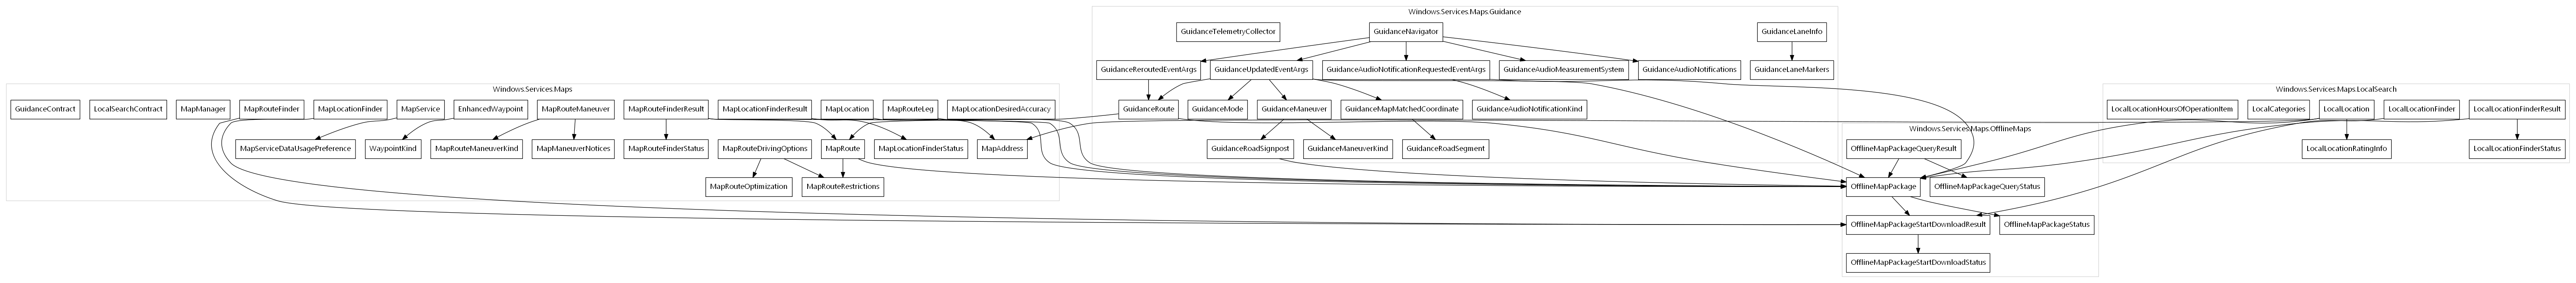 Windows.Services.Maps.Guidance
GuidanceTelemetryCollector
GuidanceNavigator
GuidanceLaneInfo
GuidanceReroutedEventArgs
GuidanceUpdatedEventArgs
GuidanceAudioNotificationRequestedEventArgs
GuidanceAudioMeasurementSystem
GuidanceAudioNotifications
GuidanceLaneMarkers
GuidanceRoute
GuidanceMode
GuidanceManeuver
GuidanceMapMatchedCoordinate
GuidanceAudioNotificationKind
GuidanceRoadSignpost
GuidanceManeuverKind
GuidanceRoadSegment
Windows.Services.Maps
GuidanceContract
LocalSearchContract
MapManager
MapRouteFinder
MapLocationFinder
MapService
EnhancedWaypoint
MapRouteManeuver
MapRouteFinderResult
MapLocationFinderResult
MapLocation
MapRouteLeg
MapLocationDesiredAccuracy
MapServiceDataUsagePreference
WaypointKind
MapRouteManeuverKind
MapManeuverNotices
MapRouteFinderStatus
MapRouteDrivingOptions
MapRoute
MapLocationFinderStatus
MapAddress
MapRouteOptimization
MapRouteRestrictions
Windows.Services.Maps.LocalSearch
LocalLocationHoursOfOperationItem
LocalCategories
LocalLocation
LocalLocationFinder
LocalLocationFinderResult
LocalLocationRatingInfo
LocalLocationFinderStatus
Windows.Services.Maps.OfflineMaps
OfflineMapPackageQueryResult
OfflineMapPackage
OfflineMapPackageQueryStatus
OfflineMapPackageStartDownloadResult
OfflineMapPackageStatus
OfflineMapPackageStartDownloadStatus